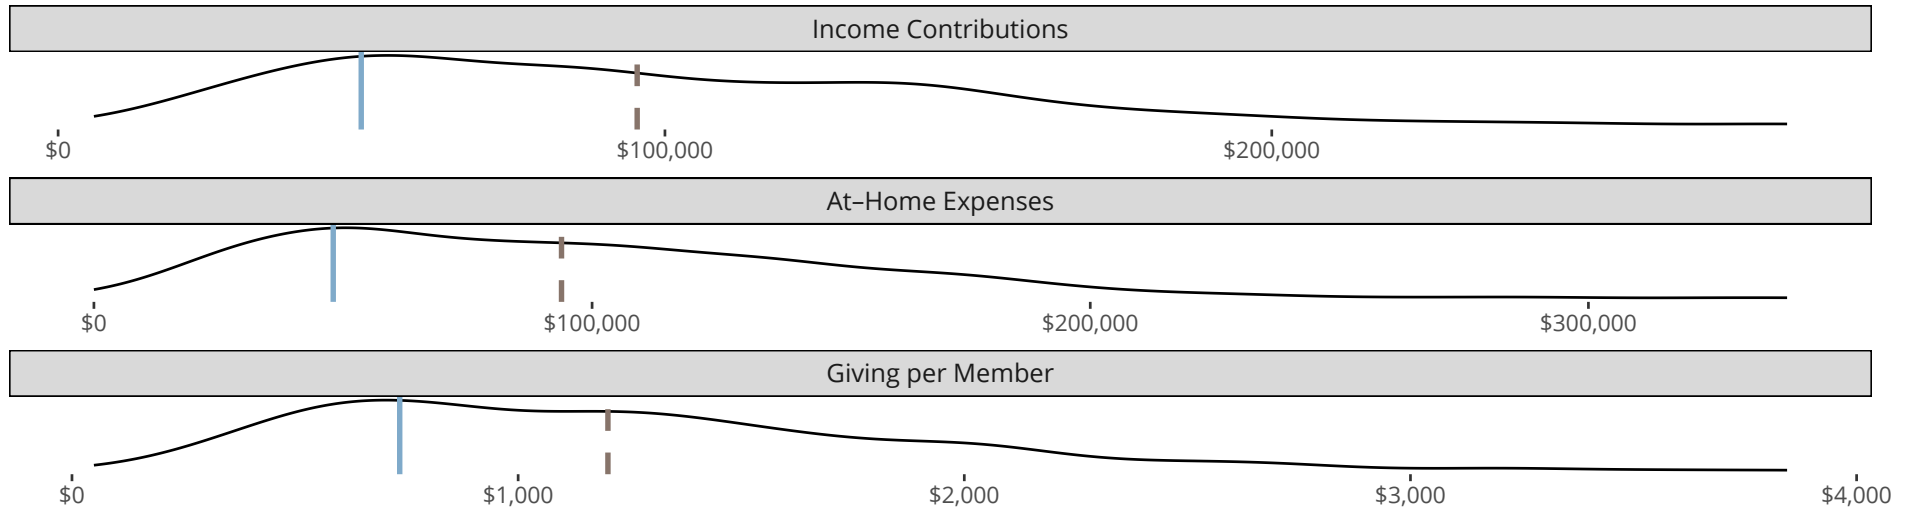 Income Contributions
$0 $100,000 $200,000
At–Home Expenses
$0 $100,000 $200,000 $300,000
Giving per Member
$0 $1,000 $2,000 $3,000 $4,000